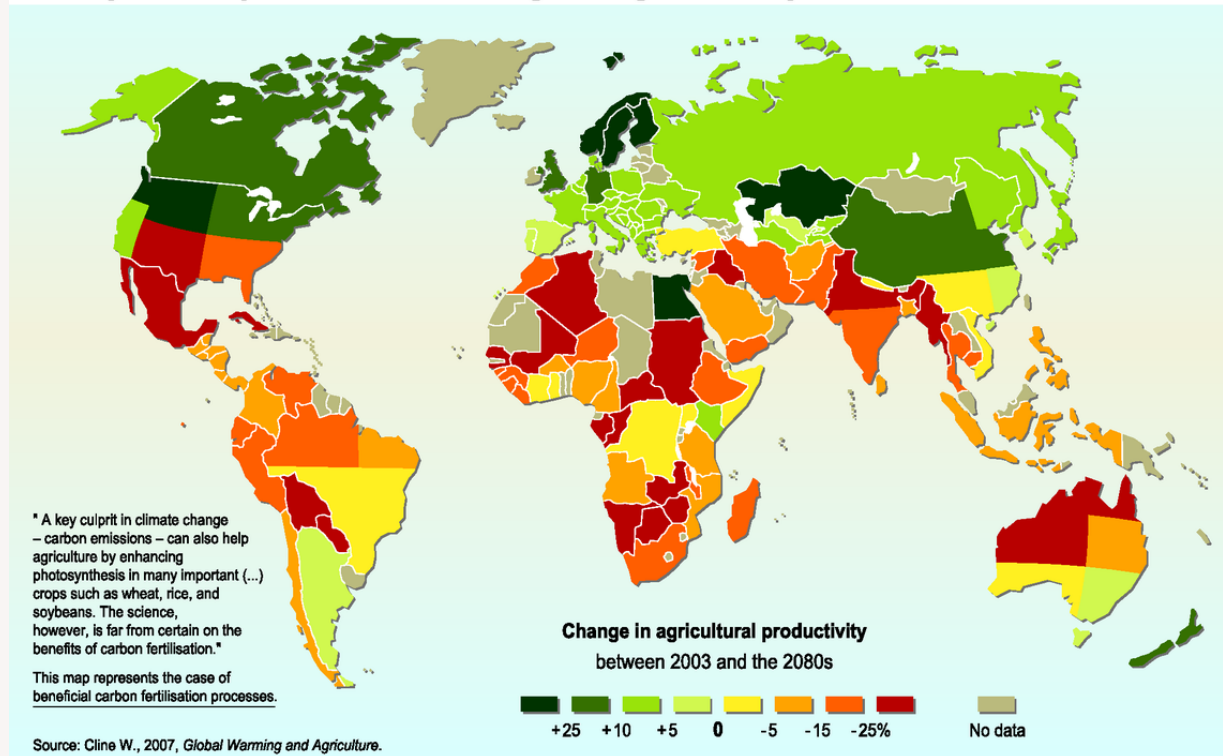 " A key culprit in climate change
– carbon emissions – can also help
agriculture by enhancing
photosynthesis in many important (...)
crops such as wheat, rice, and
soybeans. The science,
however, is far from certain on the
benefits of carbon fertilisation."
This map represents the case of
beneficial carbon fertilisation processes.
Source: Cline W., 2007, Global Warming and Agriculture.
Change in agricultural productivity
between 2003 and the 2080s
+25 +10 +5 0 -5 -15 -25%
No data